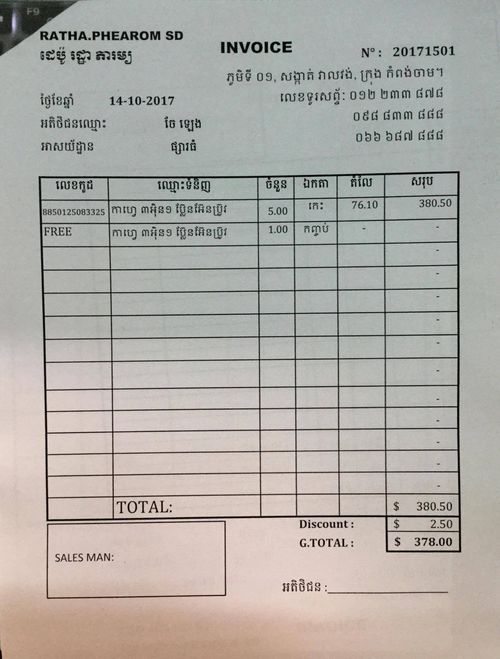 F9
RATHA.PHEAROM SD
INVOICE
N° : 20171501
ដេប៉ូ រដ្ឋា ភារម្យ
ភូមិទី ០១, សង្កាត់ វាលវង់, ក្រុង កំពង់ចាម។
ថ្ងៃខែឆ្នាំ 14-10-2017
លេខទូរសព្ទ័: ០១២ ២៣៣ ៨៧៨
អតិថិជនឈ្មោះ ចែ ឡេង
០៩៨ ៨៣៣ ៨៨៨
អាសយ័ដ្ឋាន ផ្សារធំ
០៦៦ ៦៨៧ ៨៨៨
លេខកូដ ឈ្មោះទំនិញ ចំនួន ឯកតា តំលៃ សរុប
8850125083325 កាហ្វេ ៣អ៊ិន១ ប្លែនអ៊ែនប្រ៊ូវ 5.00 កេះ 76.10 380.50
FREE កាហ្វេ ៣អ៊ិន១ ប្លែនអ៊ែនប្រ៊ូវ 1.00 កញ្ចប់ - -
-
-
-
-
-
-
-
-
-
-
-
TOTAL: $ 380.50
Discount : $ 2.50
G.TOTAL : $ 378.00
SALES MAN:
អតិថិជន :